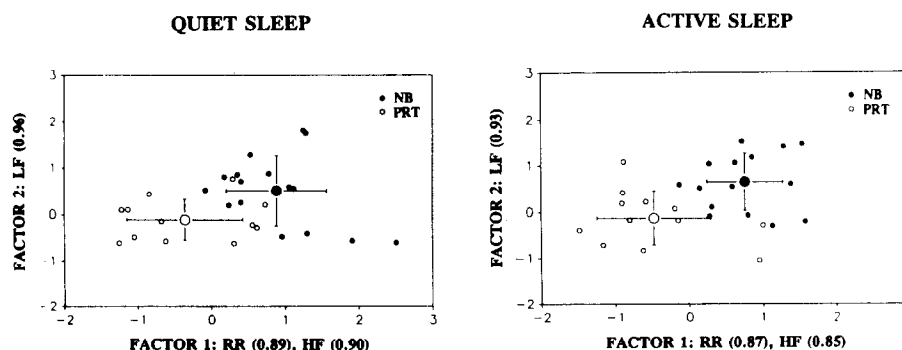 QUIET SLEEP
FACTOR 2: LF (0.96)
3
2
1
0
−1
−2
−2
−1
0
1
2
3
NB
PRT
FACTOR 1: RR (0.89), HF (0.90)
ACTIVE SLEEP
FACTOR 2: LF (0.93)
3
2
1
0
−1
−2
−2
−1
0
1
2
NB
PRT
FACTOR 1: RR (0.87), HF (0.85)